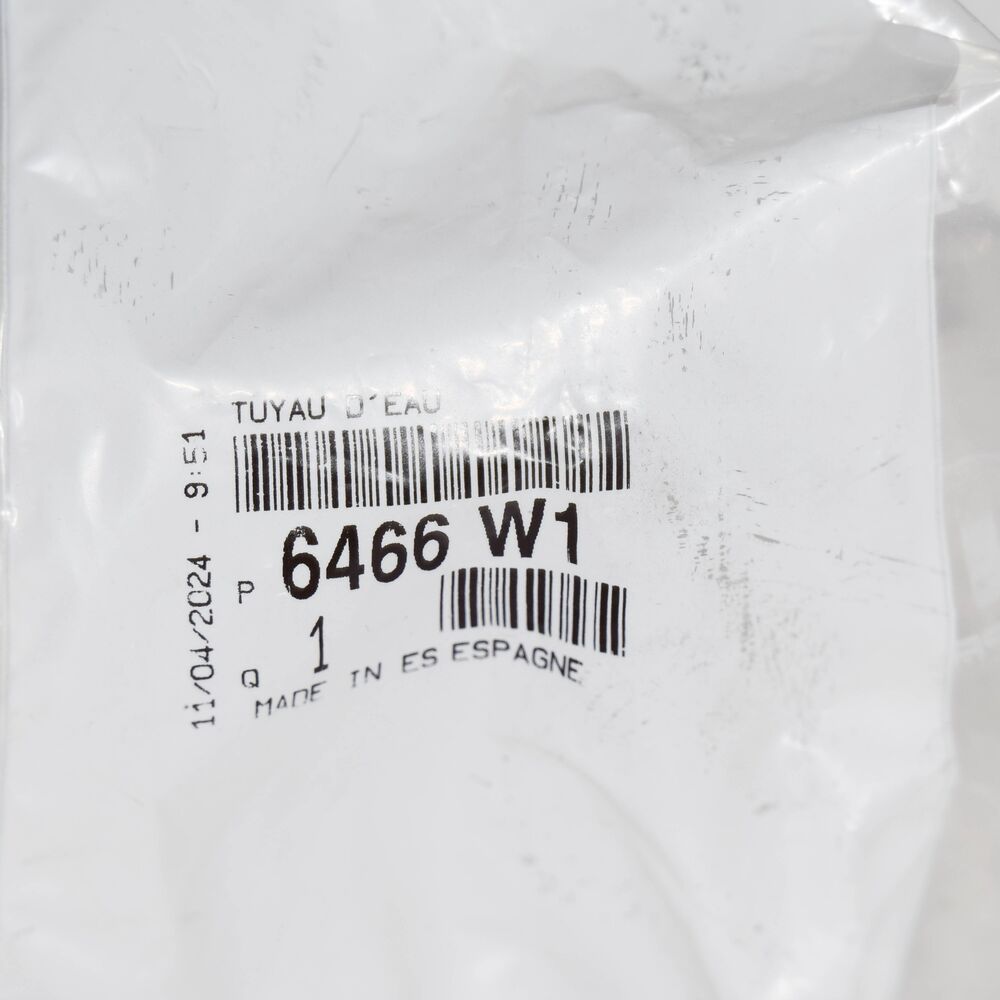 TUYAU D'EAU
11/04/2024 - 9:51
P 6466 W1
Q 1
MADE IN ES ESPAGNE